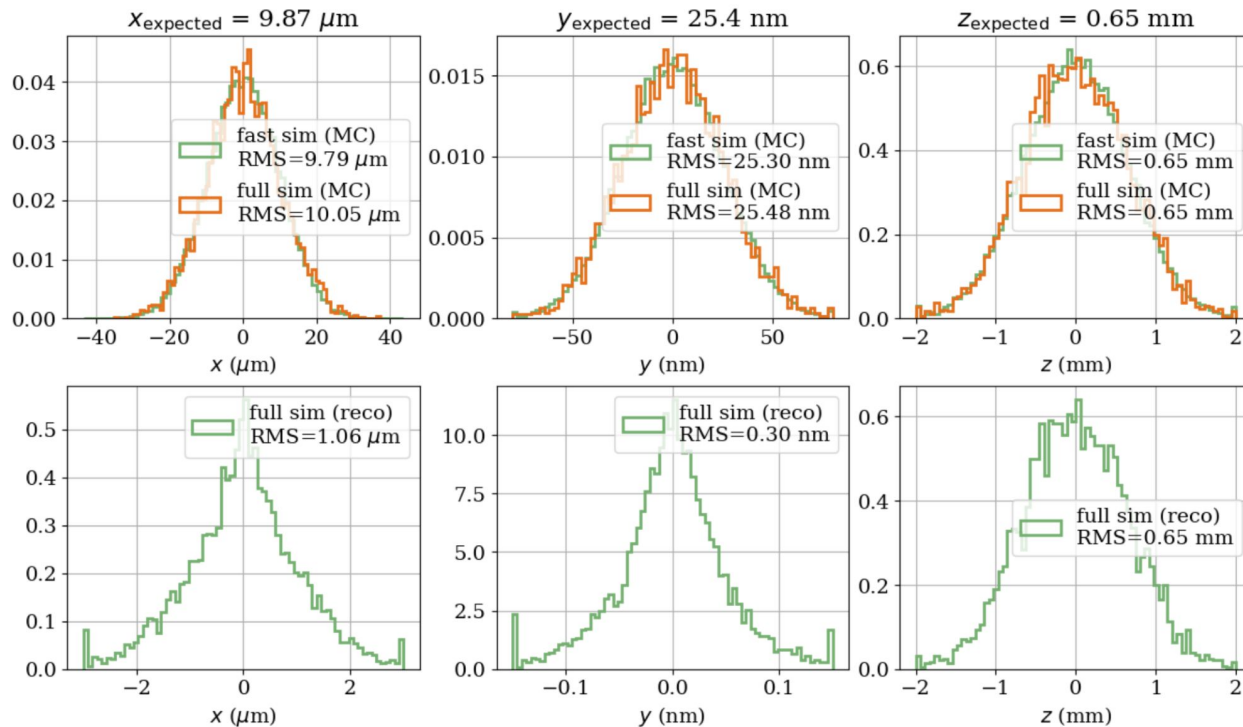 x_expected = 9.87 μm
y_expected = 25.4 nm
z_expected = 0.65 mm
0.04
0.03
0.02
0.01
0.00
fast sim (MC)
RMS=9.79 μm
full sim (MC)
RMS=10.05 μm
−40 −20 0 20 40
x (μm)
0.015
0.010
0.005
0.000
fast sim (MC)
RMS=25.30 nm
full sim (MC)
RMS=25.48 nm
−50 0 50
y (nm)
0.6
0.4
0.2
0.0
fast sim (MC)
RMS=0.65 mm
full sim (MC)
RMS=0.65 mm
−2 −1 0 1 2
z (mm)
0.5
0.4
0.3
0.2
0.1
0.0
full sim (reco)
RMS=1.06 μm
−2 0 2
x (μm)
10.0
7.5
5.0
2.5
0.0
full sim (reco)
RMS=0.30 nm
−0.1 0.0 0.1
y (nm)
0.6
0.4
0.2
0.0
full sim (reco)
RMS=0.65 mm
−2 −1 0 1 2
z (mm)